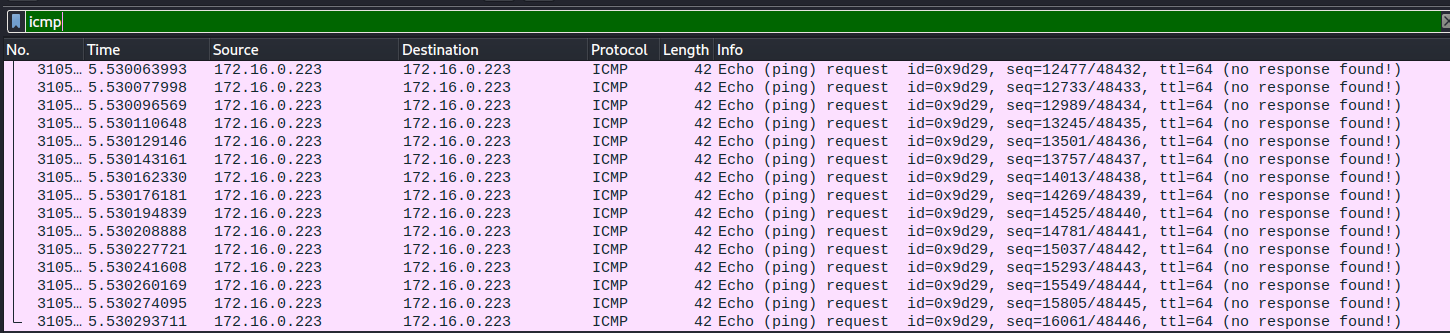 icmp
No. Time Source Destination Protocol Length Info
3105… 5.530063993 172.16.0.223 172.16.0.223 ICMP 42 Echo (ping) request id=0x9d29, seq=12477/48432, ttl=64 (no response found!)
3105… 5.530077998 172.16.0.223 172.16.0.223 ICMP 42 Echo (ping) request id=0x9d29, seq=12733/48433, ttl=64 (no response found!)
3105… 5.530096569 172.16.0.223 172.16.0.223 ICMP 42 Echo (ping) request id=0x9d29, seq=12989/48434, ttl=64 (no response found!)
3105… 5.530110648 172.16.0.223 172.16.0.223 ICMP 42 Echo (ping) request id=0x9d29, seq=13245/48435, ttl=64 (no response found!)
3105… 5.530129146 172.16.0.223 172.16.0.223 ICMP 42 Echo (ping) request id=0x9d29, seq=13501/48436, ttl=64 (no response found!)
3105… 5.530143161 172.16.0.223 172.16.0.223 ICMP 42 Echo (ping) request id=0x9d29, seq=13757/48437, ttl=64 (no response found!)
3105… 5.530162330 172.16.0.223 172.16.0.223 ICMP 42 Echo (ping) request id=0x9d29, seq=14013/48438, ttl=64 (no response found!)
3105… 5.530176181 172.16.0.223 172.16.0.223 ICMP 42 Echo (ping) request id=0x9d29, seq=14269/48439, ttl=64 (no response found!)
3105… 5.530194839 172.16.0.223 172.16.0.223 ICMP 42 Echo (ping) request id=0x9d29, seq=14525/48440, ttl=64 (no response found!)
3105… 5.530208888 172.16.0.223 172.16.0.223 ICMP 42 Echo (ping) request id=0x9d29, seq=14781/48441, ttl=64 (no response found!)
3105… 5.530227721 172.16.0.223 172.16.0.223 ICMP 42 Echo (ping) request id=0x9d29, seq=15037/48442, ttl=64 (no response found!)
3105… 5.530241608 172.16.0.223 172.16.0.223 ICMP 42 Echo (ping) request id=0x9d29, seq=15293/48443, ttl=64 (no response found!)
3105… 5.530260169 172.16.0.223 172.16.0.223 ICMP 42 Echo (ping) request id=0x9d29, seq=15549/48444, ttl=64 (no response found!)
3105… 5.530274095 172.16.0.223 172.16.0.223 ICMP 42 Echo (ping) request id=0x9d29, seq=15805/48445, ttl=64 (no response found!)
3105… 5.530293711 172.16.0.223 172.16.0.223 ICMP 42 Echo (ping) request id=0x9d29, seq=16061/48446, ttl=64 (no response found!)